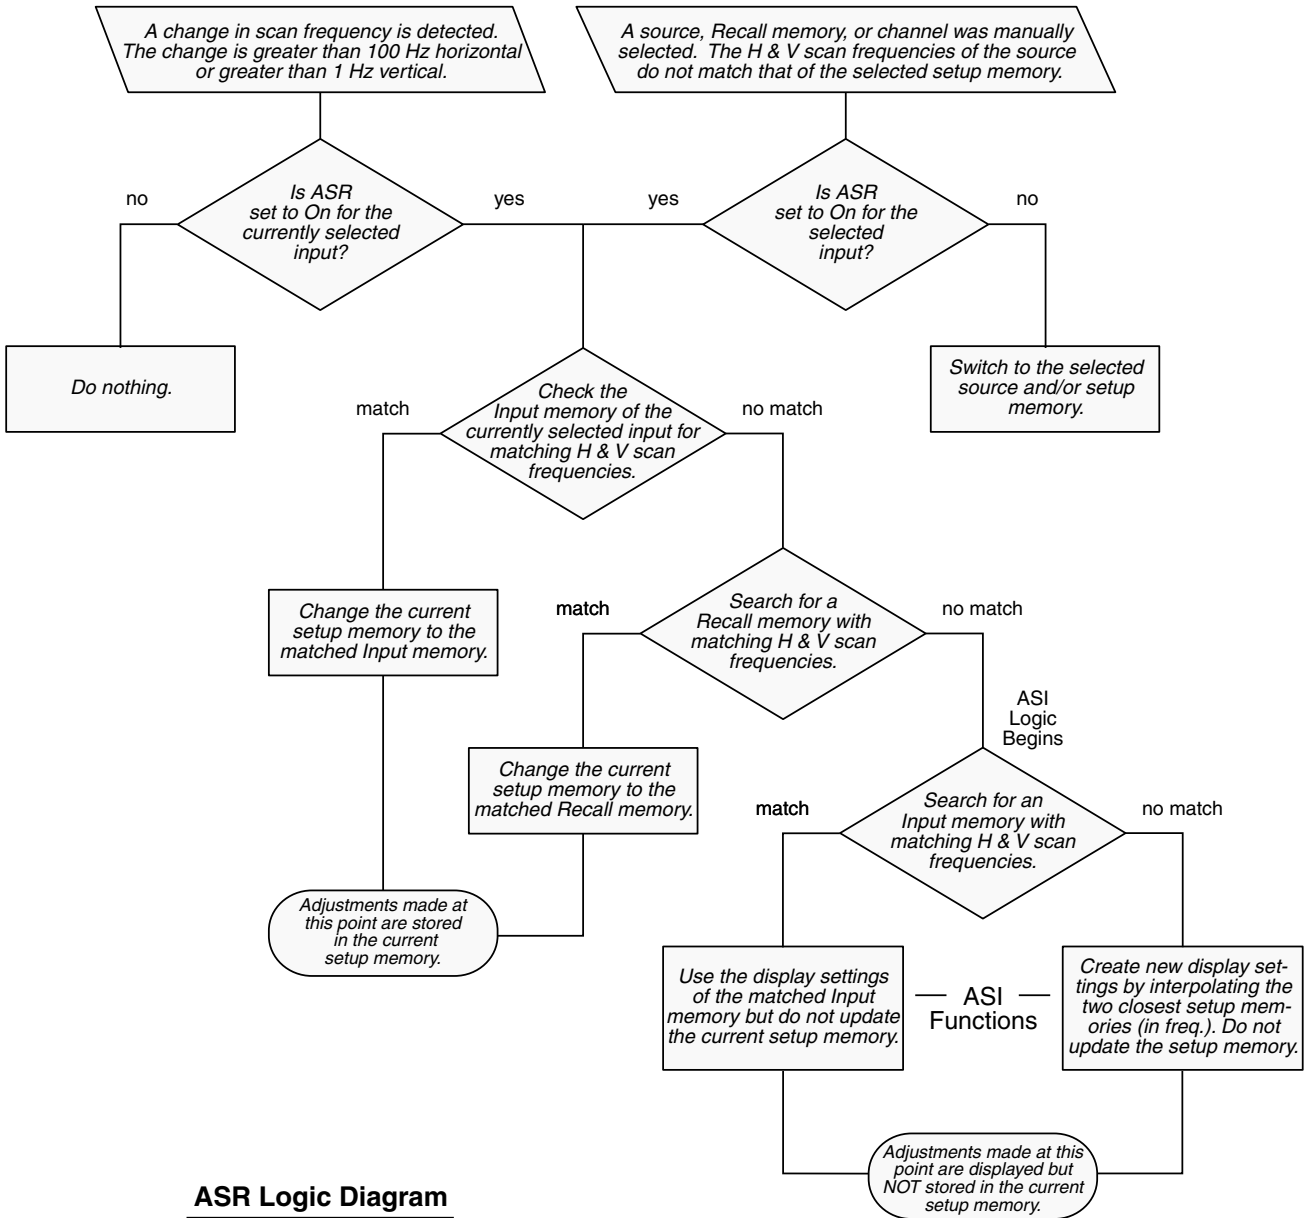 A change in scan frequency is detected.
The change is greater than 100 Hz horizontal
or greater than 1 Hz vertical.
A source, Recall memory, or channel was manually
selected. The H & V scan frequencies of the source
do not match that of the selected setup memory.
no
Is ASR
set to On for the
currently selected
input?
yes
yes
Is ASR
set to On for the
selected
input?
no
Do nothing.
Switch to the selected
source and/or setup
memory.
match
Check the
Input memory of the
currently selected input for
matching H & V scan
frequencies.
no match
Change the current
setup memory to the
matched Input memory.
match
Search for a
Recall memory with
matching H & V scan
frequencies.
no match
ASI
Logic
Begins
Change the current
setup memory to the
matched Recall memory.
match
Search for an
Input memory with
matching H & V scan
frequencies.
no match
Adjustments made at
this point are stored
in the current
setup memory.
Use the display settings
of the matched Input
memory but do not update
the current setup memory.
ASI
Functions
Create new display set-
tings by interpolating the
two closest setup mem-
ories (in freq.). Do not
update the setup memory.
Adjustments made at this
point are displayed but
NOT stored in the current
setup memory.
ASR Logic Diagram